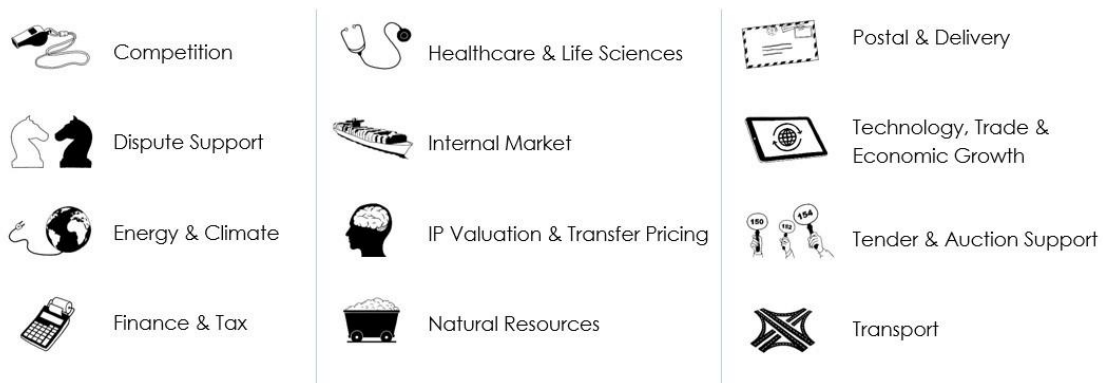 Competition
Dispute Support
Energy & Climate
Finance & Tax
Healthcare & Life Sciences
Internal Market
IP Valuation & Transfer Pricing
Natural Resources
Postal & Delivery
Technology, Trade &
Economic Growth
150
152
154
Tender & Auction Support
Transport